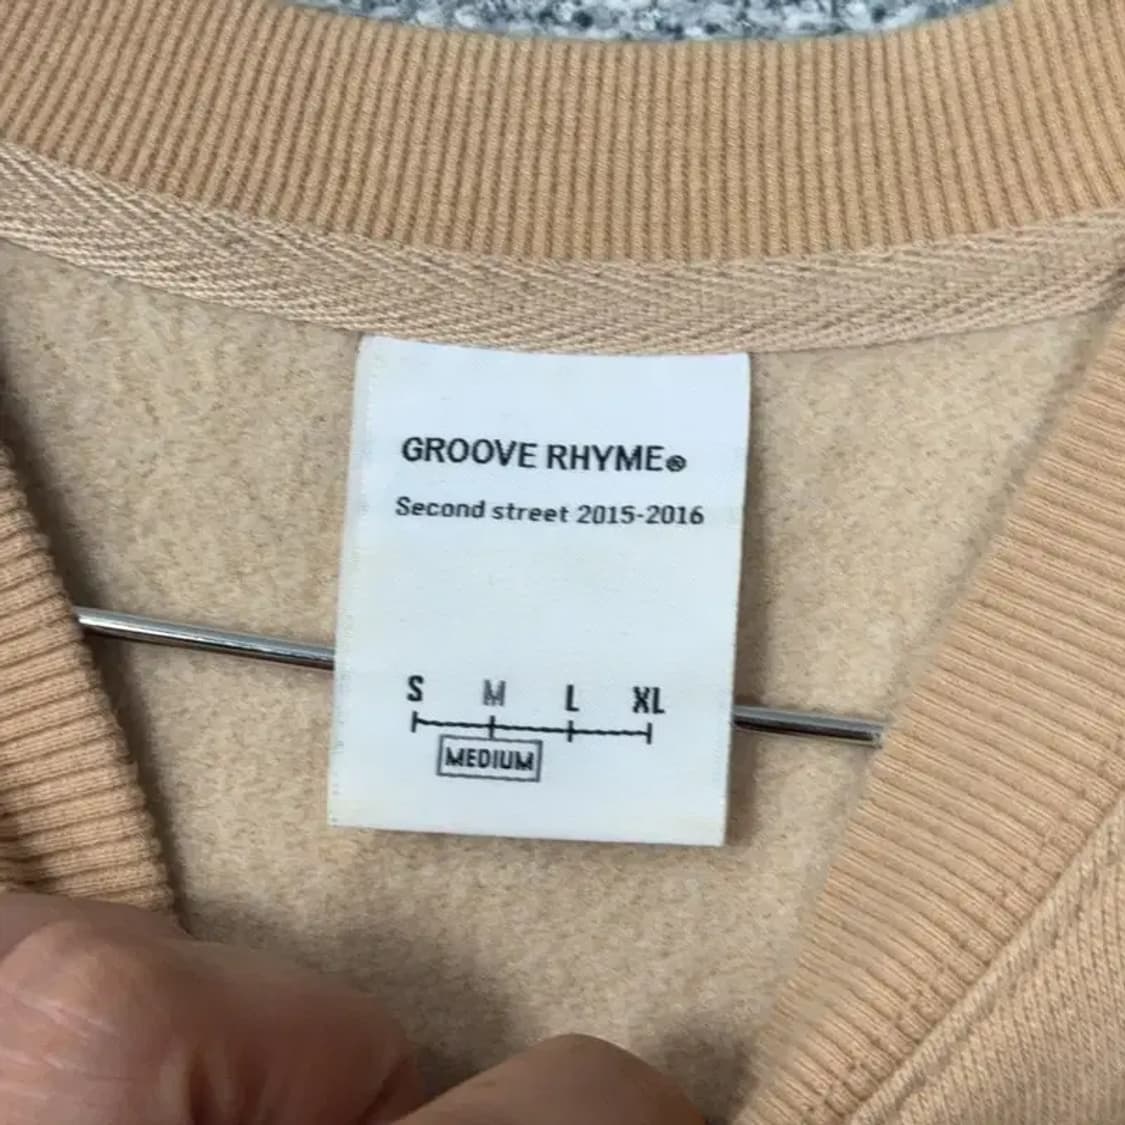 GROOVE RHYME®
Second street 2015-2016
S M L XL
MEDIUM